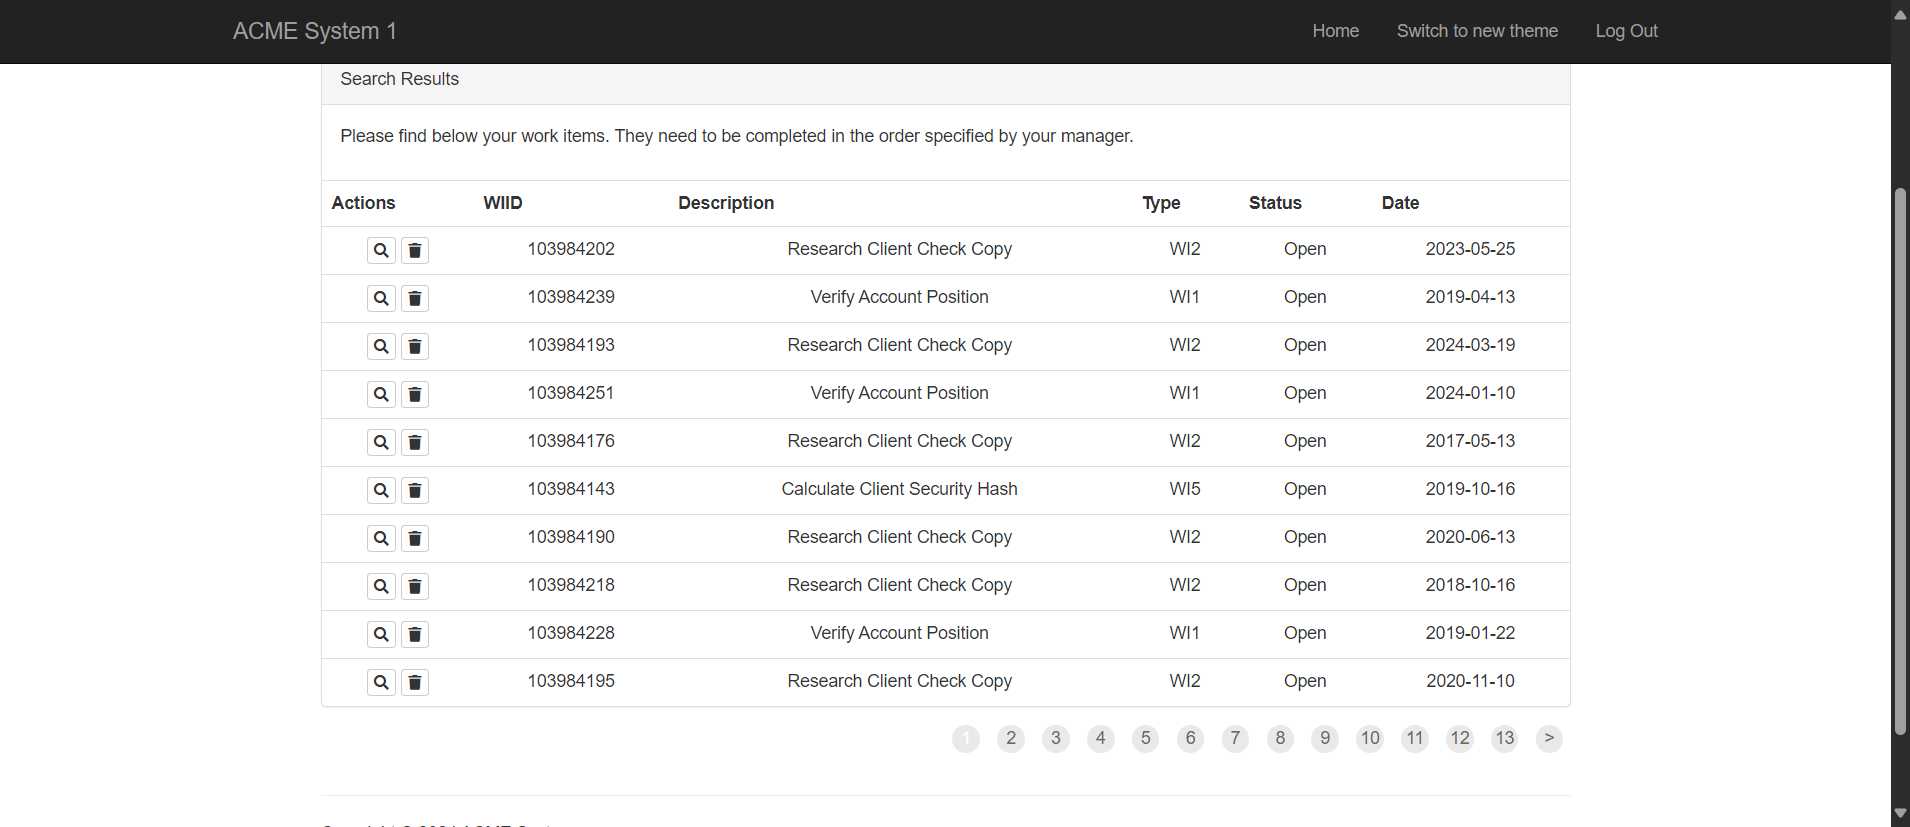 ACME System 1 Home Switch to new theme Log Out
Search Results
Please find below your work items. They need to be completed in the order specified by your manager.
Actions WIID Description Type Status Date
103984202 Research Client Check Copy WI2 Open 2023-05-25
103984239 Verify Account Position WI1 Open 2019-04-13
103984193 Research Client Check Copy WI2 Open 2024-03-19
103984251 Verify Account Position WI1 Open 2024-01-10
103984176 Research Client Check Copy WI2 Open 2017-05-13
103984143 Calculate Client Security Hash WI5 Open 2019-10-16
103984190 Research Client Check Copy WI2 Open 2020-06-13
103984218 Research Client Check Copy WI2 Open 2018-10-16
103984228 Verify Account Position WI1 Open 2019-01-22
103984195 Research Client Check Copy WI2 Open 2020-11-10
1 2 3 4 5 6 7 8 9 10 11 12 13 >